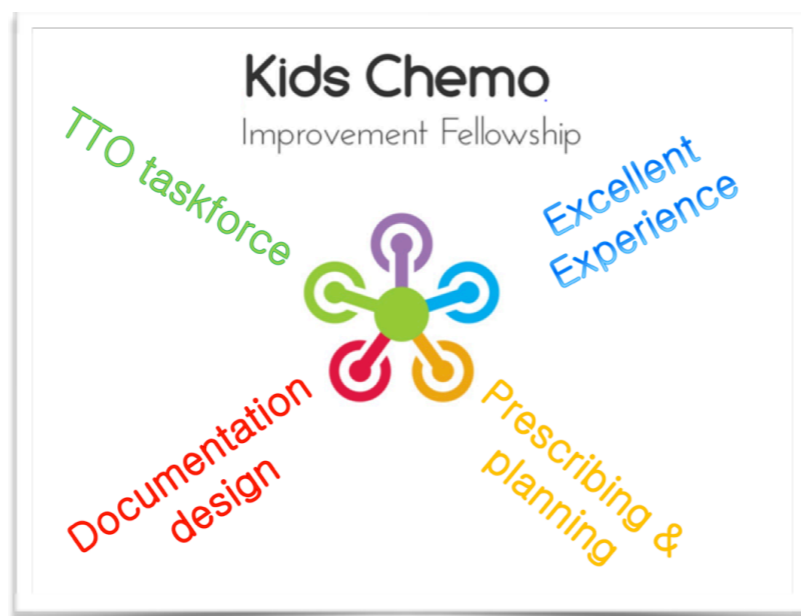 Kids Chemo
Improvement Fellowship
TTO taskforce
Excellent
Experience
Documentation
design
Prescribing &
planning